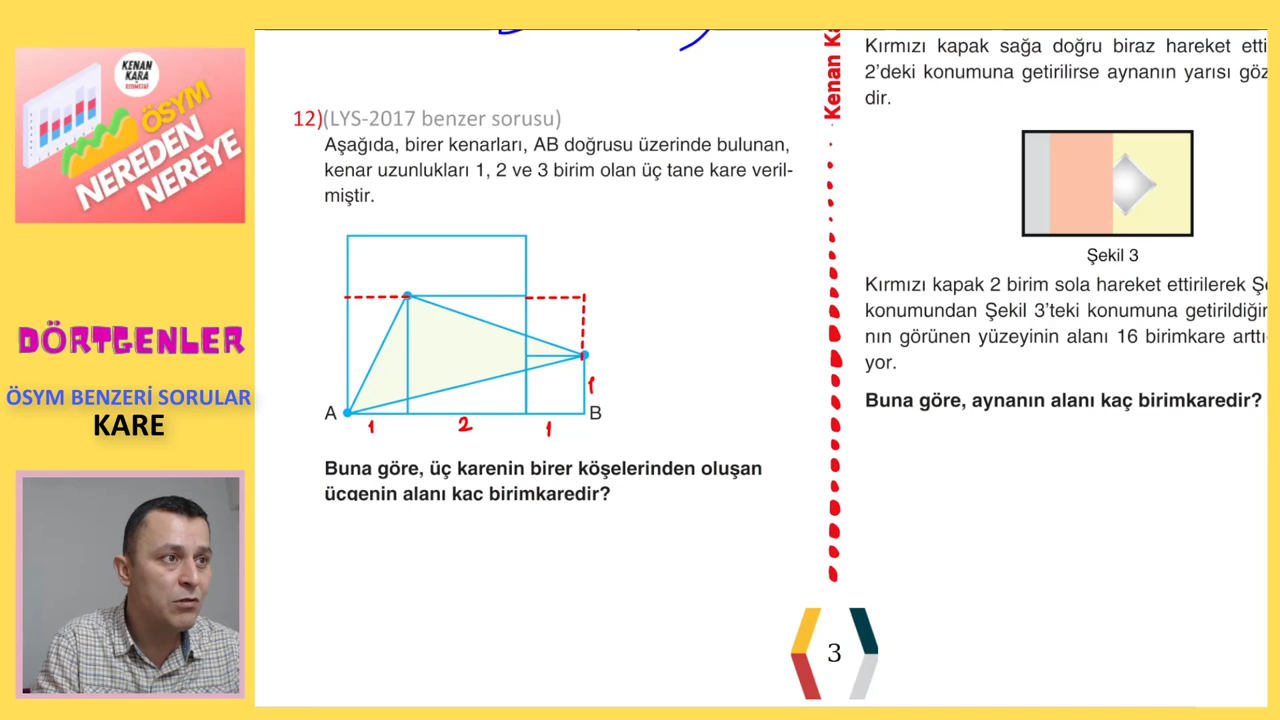 KENAN
KARA
GEOMETRİ
ÖSYM
NEREDEN
NEREYE
DÖRTGENLER
ÖSYM BENZERİ SORULAR
KARE
12)(LYS-2017 benzer sorusu)
Aşağıda, birer kenarları, AB doğrusu üzerinde bulunan,
kenar uzunlukları 1, 2 ve 3 birim olan üç tane kare veril-
miştir.
A
B
1
2
1
1
Buna göre, üç karenin birer köşelerinden oluşan
üçgenin alanı kaç birimkaredir?
Kenan Ka
Kırmızı kapak sağa doğru biraz hareket etti
2’deki konumuna getirilirse aynanın yarısı göz
dir.
Şekil 3
Kırmızı kapak 2 birim sola hareket ettirilerek Şe
konumundan Şekil 3’teki konumuna getirildiğin
nın görünen yüzeyinin alanı 16 birimkare arttı
yor.
Buna göre, aynanın alanı kaç birimkaredir?
3